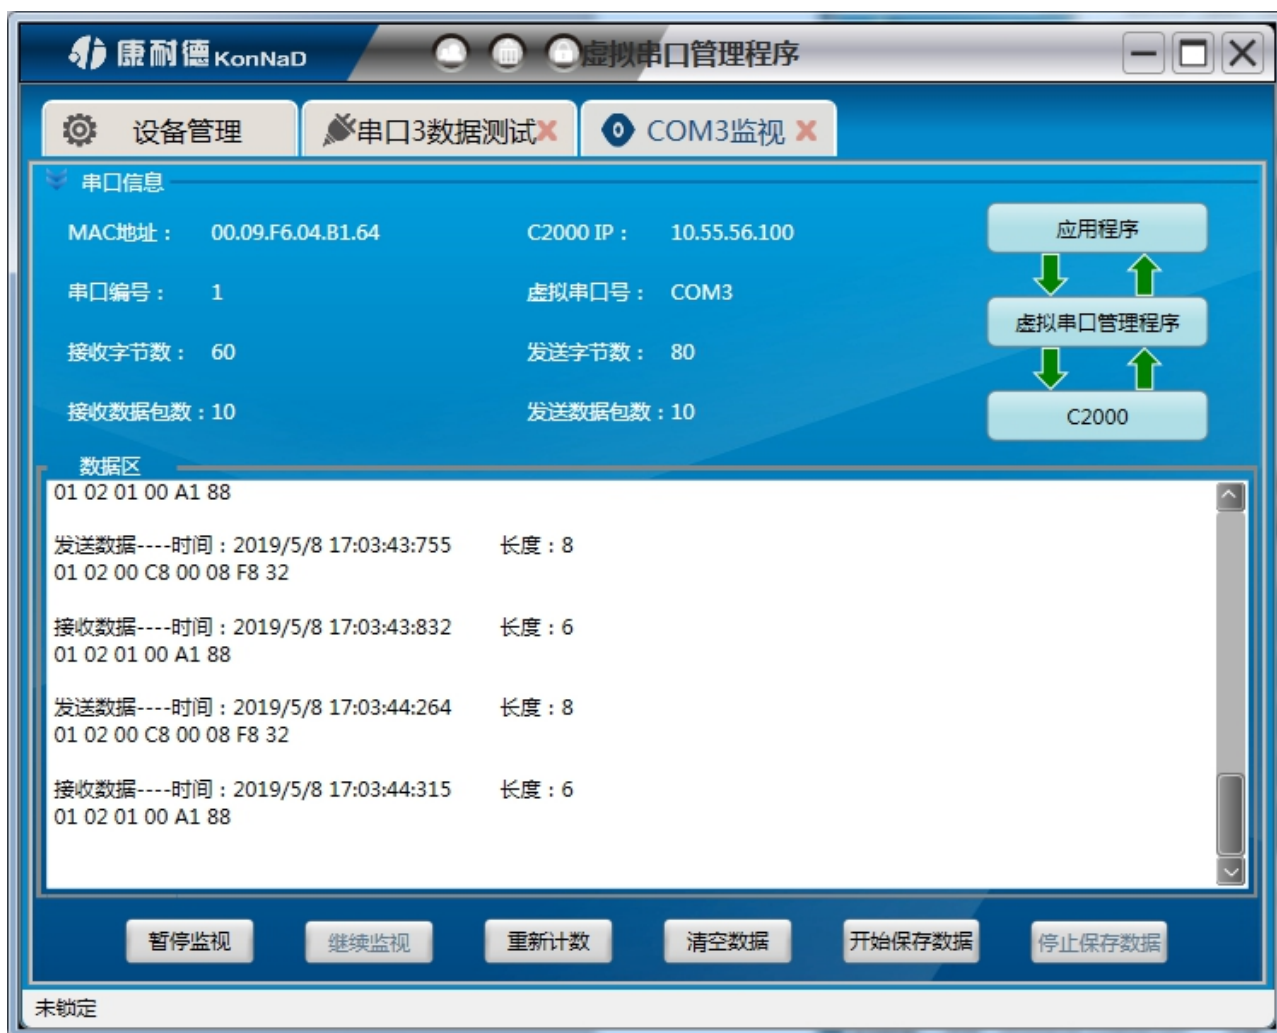 康耐德 KonNaD 虚拟串口管理程序
设备管理 串口3数据测试 COM3监视
串口信息
MAC地址： 00.09.F6.04.B1.64 C2000 IP： 10.55.56.100 应用程序
串口编号： 1 虚拟串口号： COM3
虚拟串口管理程序
接收字节数： 60 发送字节数： 80
接收数据包数：10 发送数据包数：10 C2000
数据区
01 02 01 00 A1 88
发送数据----时间：2019/5/8 17:03:43:755 长度：8
01 02 00 C8 00 08 F8 32
接收数据----时间：2019/5/8 17:03:43:832 长度：6
01 02 01 00 A1 88
发送数据----时间：2019/5/8 17:03:44:264 长度：8
01 02 00 C8 00 08 F8 32
接收数据----时间：2019/5/8 17:03:44:315 长度：6
01 02 01 00 A1 88
暂停监视 继续监视 重新计数 清空数据 开始保存数据 停止保存数据
未锁定